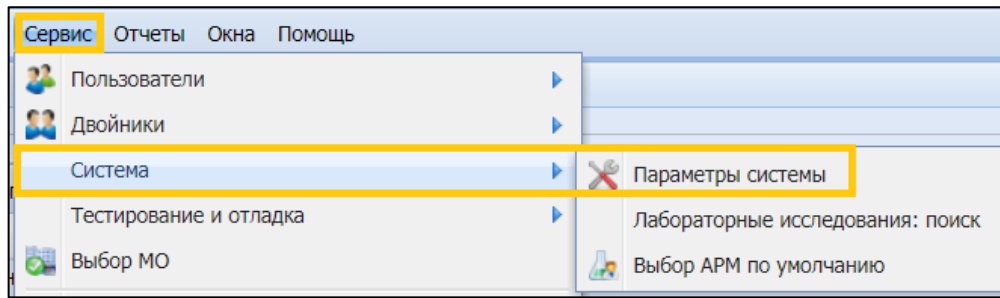 Сервис Отчеты Окна Помощь
Пользователи
Двойники
Система
Параметры системы
Тестирование и отладка
Лабораторные исследования: поиск
Выбор МО
Выбор АРМ по умолчанию